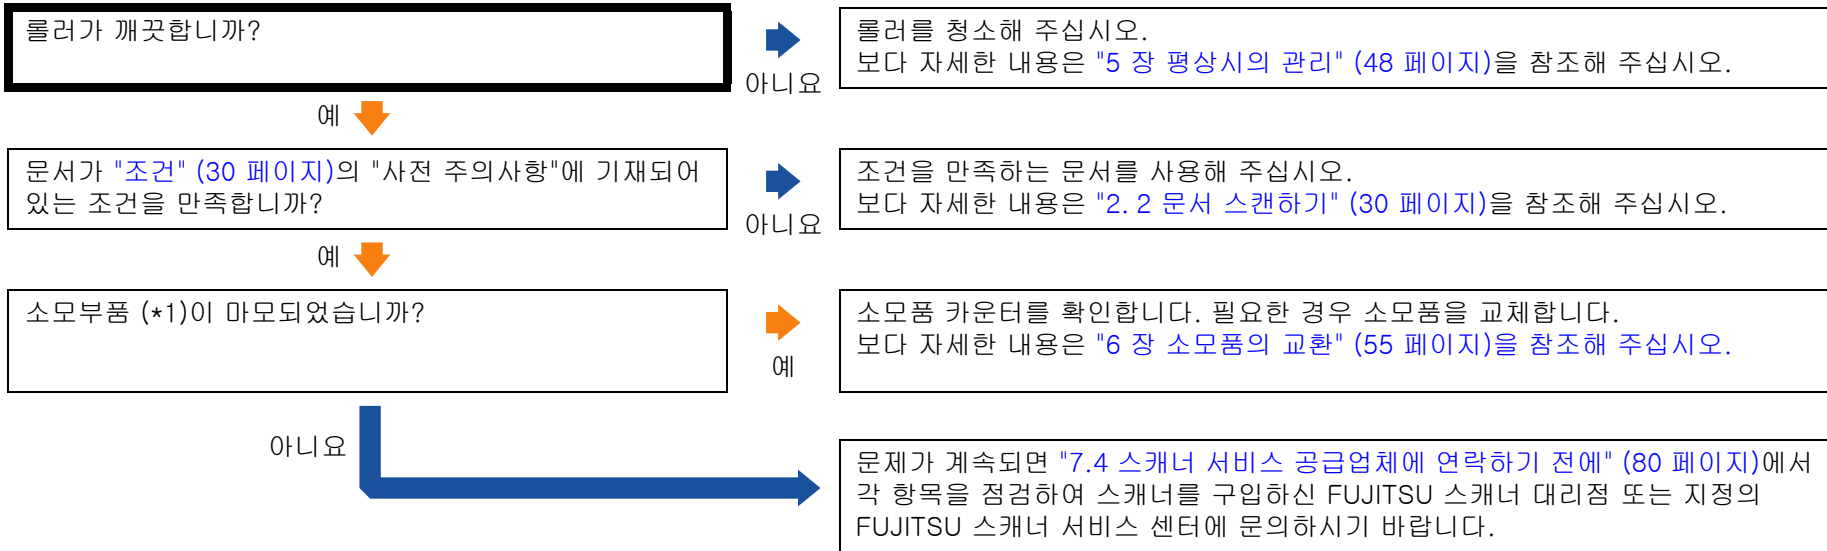 롤러가 깨끗합니까?
아니요
롤러를 청소해 주십시오.
보다 자세한 내용은 "5 장 평상시의 관리" (48 페이지)을 참조해 주십시오.
예
문서가 "조건" (30 페이지)의 "사전 주의사항"에 기재되어
있는 조건을 만족합니까?
아니요
조건을 만족하는 문서를 사용해 주십시오.
보다 자세한 내용은 "2. 2 문서 스캔하기" (30 페이지)을 참조해 주십시오.
예
소모부품 (*1)이 마모되었습니까?
예
소모품 카운터를 확인합니다. 필요한 경우 소모품을 교체합니다.
보다 자세한 내용은 "6 장 소모품의 교환" (55 페이지)을 참조해 주십시오.
아니요
문제가 계속되면 "7.4 스캐너 서비스 공급업체에 연락하기 전에" (80 페이지)에서
각 항목을 점검하여 스캐너를 구입하신 FUJITSU 스캐너 대리점 또는 지정의
FUJITSU 스캐너 서비스 센터에 문의하시기 바랍니다.